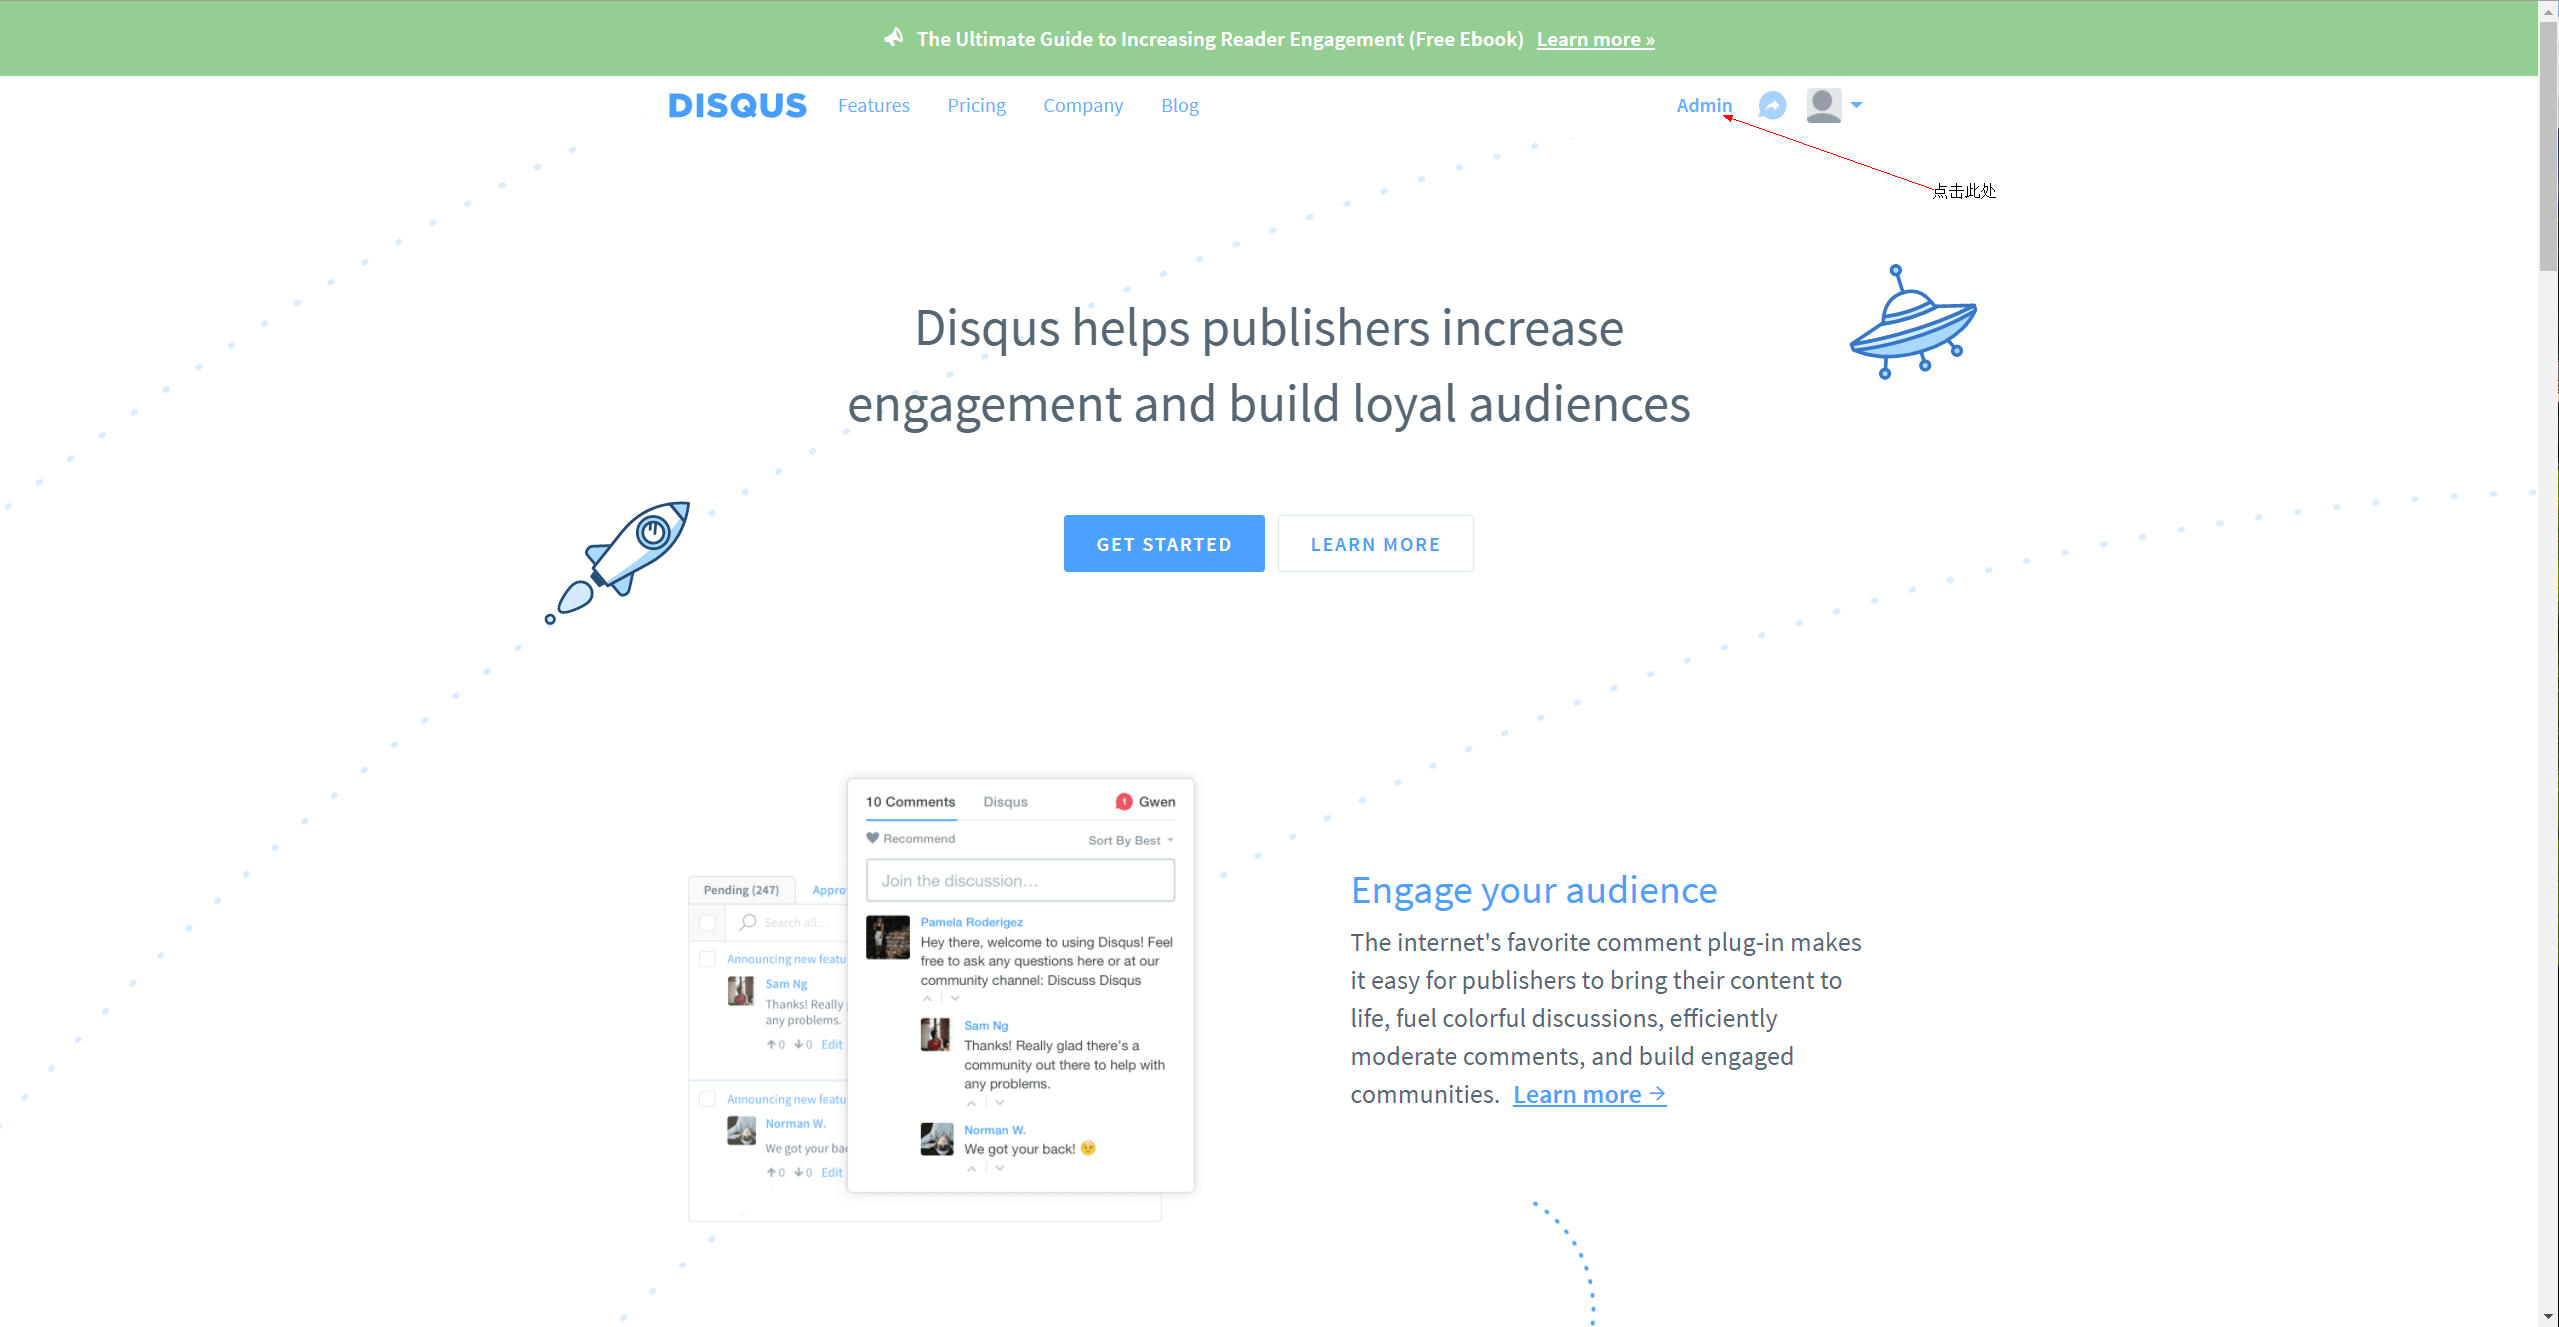 The Ultimate Guide to Increasing Reader Engagement (Free Ebook) Learn more »
DISQUS Features Pricing Company Blog Admin
点击此处
Disqus helps publishers increase
engagement and build loyal audiences
GET STARTED LEARN MORE
10 Comments Disqus 1 Gwen
Recommend Sort By Best
Join the discussion...
Pamela Roderigez
Hey there, welcome to using Disqus! Feel
free to ask any questions here or at our
community channel: Discuss Disqus
Sam Ng
Thanks! Really glad there's a
community out there to help with
any problems.
Norman W.
We got your back!
Pending (247) Appro
Search all...
Announcing new featu
Sam Ng
Thanks! Really
any problems.
0 0 Edit
Announcing new featu
Norman W.
We got your bac
0 0 Edit
Engage your audience
The internet's favorite comment plug-in makes
it easy for publishers to bring their content to
life, fuel colorful discussions, efficiently
moderate comments, and build engaged
communities. Learn more →